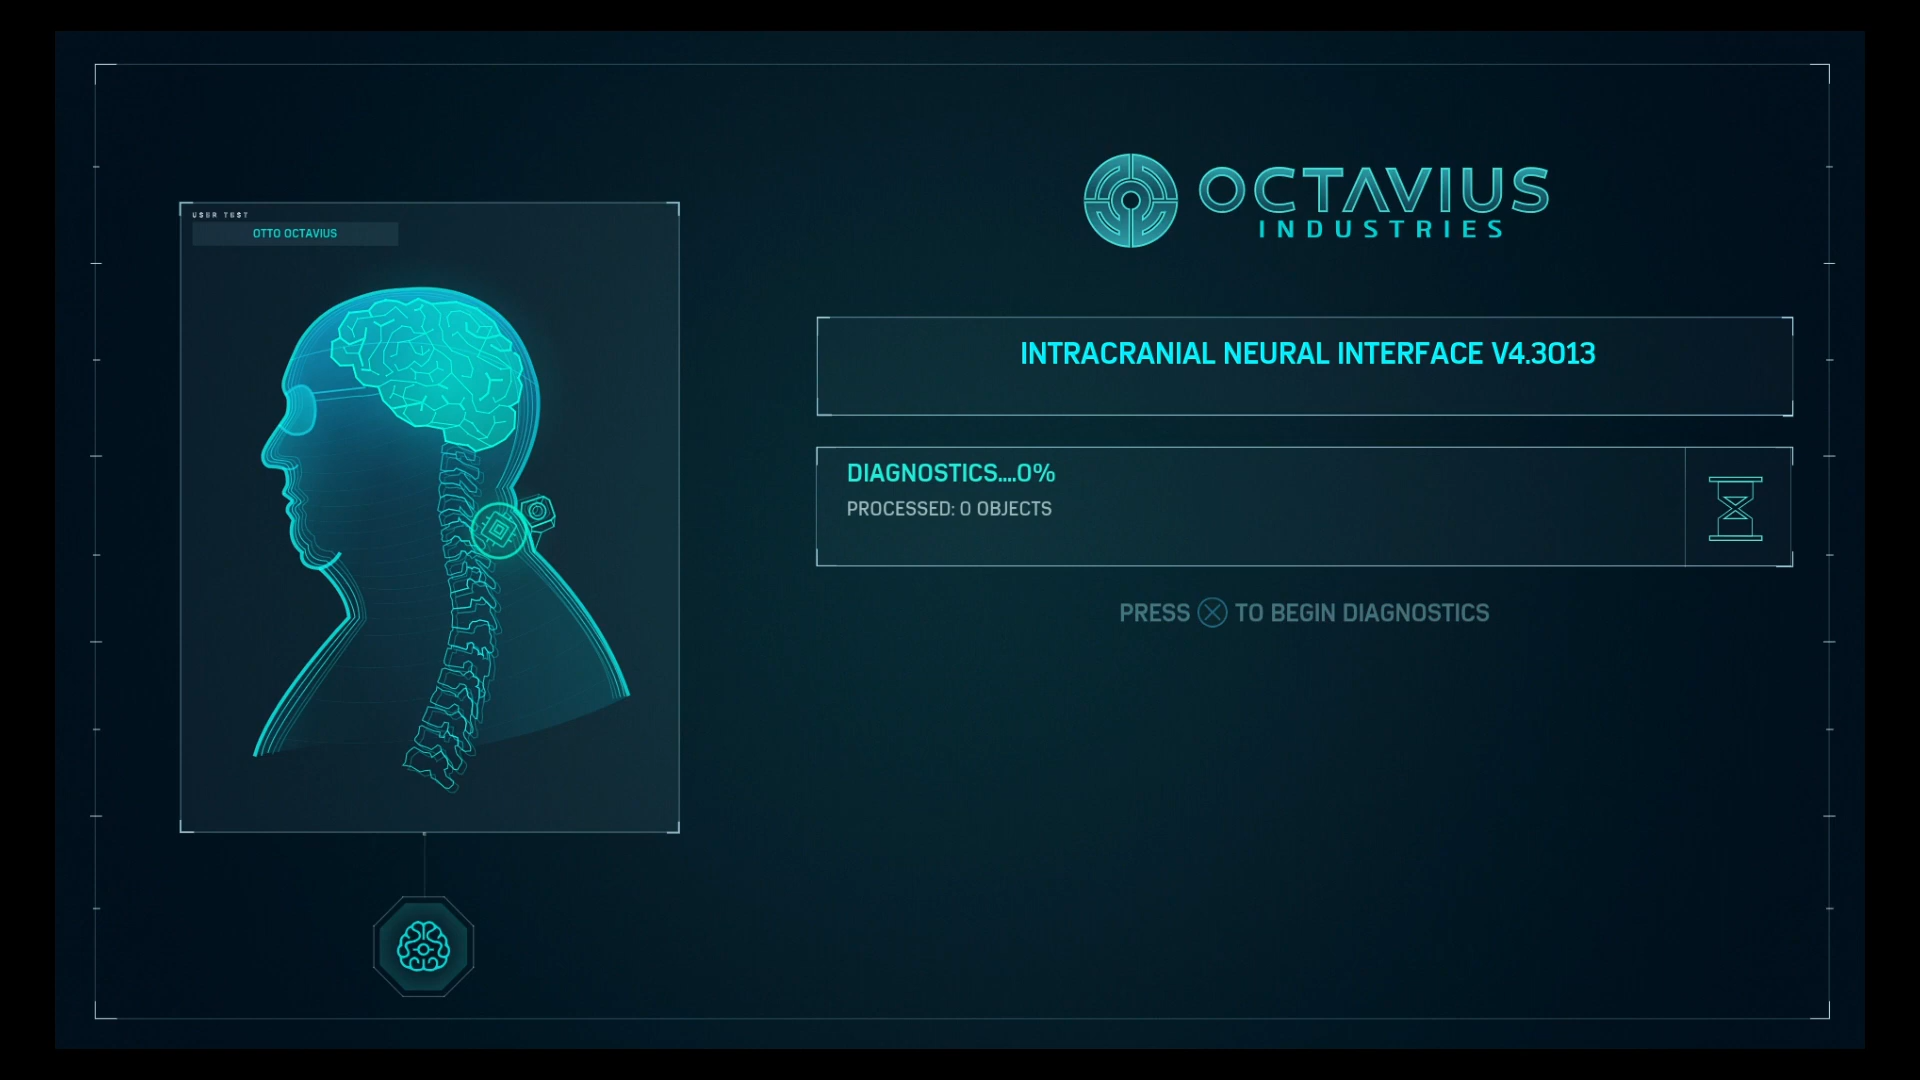 USER TEST
OTTO OCTAVIUS
OCTAVIUS
INDUSTRIES
INTRACRANIAL NEURAL INTERFACE V4.3013
DIAGNOSTICS....0%
PROCESSED: 0 OBJECTS
PRESS ⓧ TO BEGIN DIAGNOSTICS